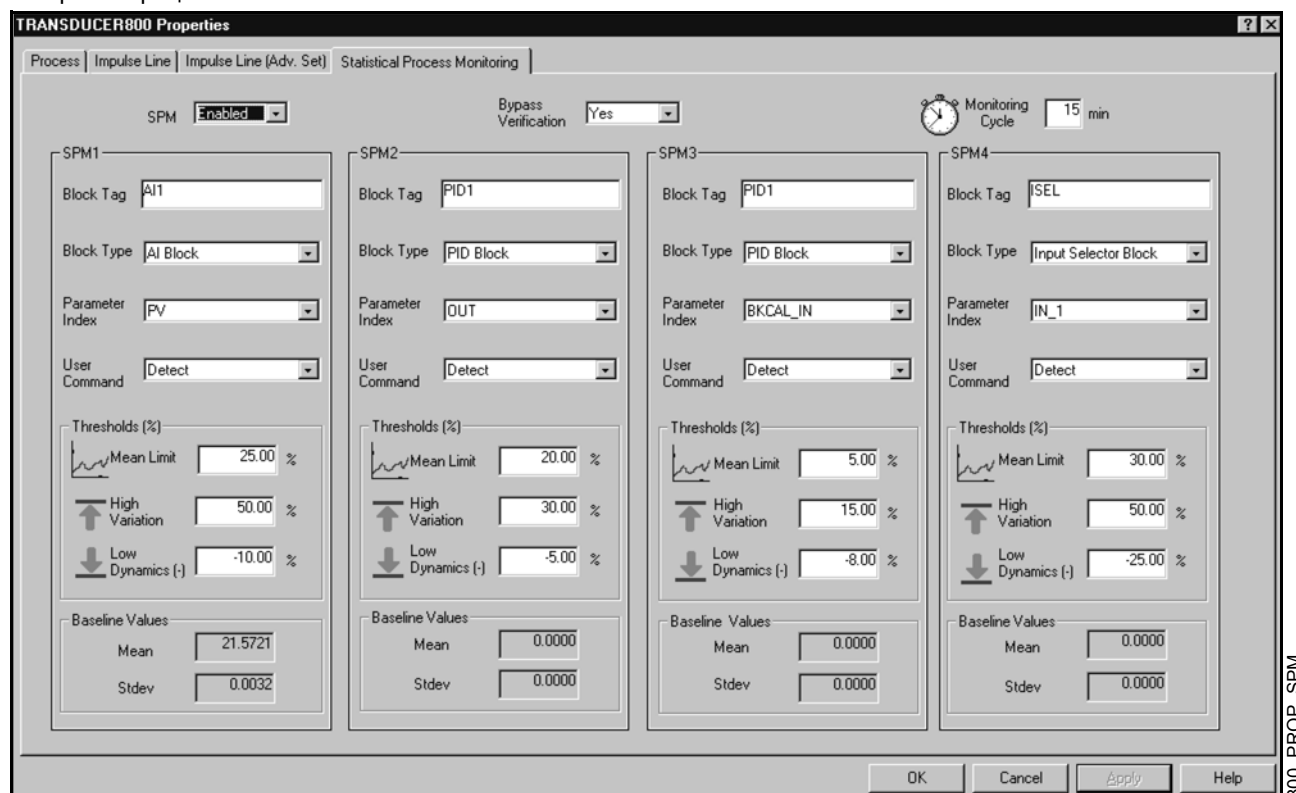 TRANSDUCER800 Properties
Process Impulse Line Impulse Line (Adv. Set) Statistical Process Monitoring
SPM Enabled
Bypass Verification Yes
Monitoring Cycle 15 min
SPM1
Block Tag AI1
Block Type AI Block
Parameter Index PV
User Command Detect
Thresholds (%)
Mean Limit 25.00 %
High Variation 50.00 %
Low Dynamics (-) -10.00 %
Baseline Values
Mean 21.5721
Stdev 0.0032
SPM2
Block Tag PID1
Block Type PID Block
Parameter Index OUT
User Command Detect
Thresholds (%)
Mean Limit 20.00 %
High Variation 30.00 %
Low Dynamics (-) -5.00 %
Baseline Values
Mean 0.0000
Stdev 0.0000
SPM3
Block Tag PID1
Block Type PID Block
Parameter Index BKCAL_IN
User Command Detect
Thresholds (%)
Mean Limit 5.00 %
High Variation 15.00 %
Low Dynamics (-) -8.00 %
Baseline Values
Mean 0.0000
Stdev 0.0000
SPM4
Block Tag ISEL
Block Type Input Selector Block
Parameter Index IN_1
User Command Detect
Thresholds (%)
Mean Limit 30.00 %
High Variation 50.00 %
Low Dynamics (-) -25.00 %
Baseline Values
Mean 0.0000
Stdev 0.0000
OK Cancel Apply Help
800_PROP_SPM